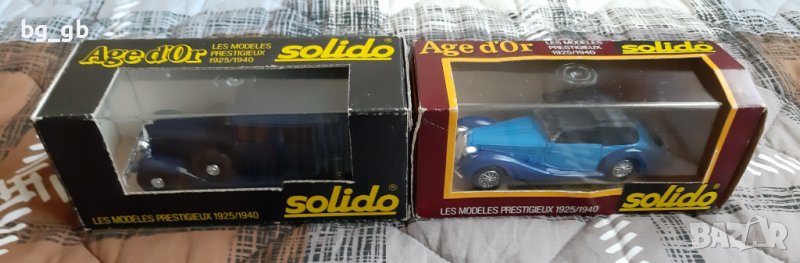 bg_gb
Age d'Or
LES MODELES
PRESTIGIEUX
1925/1940
solido®
LES MODELES PRESTIGIEUX 1925/1940
solido®
Age d'Or
LES MODELES
PRESTIGIEUX
1925/1940
solido®
LES MODELES PRESTIGIEUX 1925/1940
solido®
BAZAR